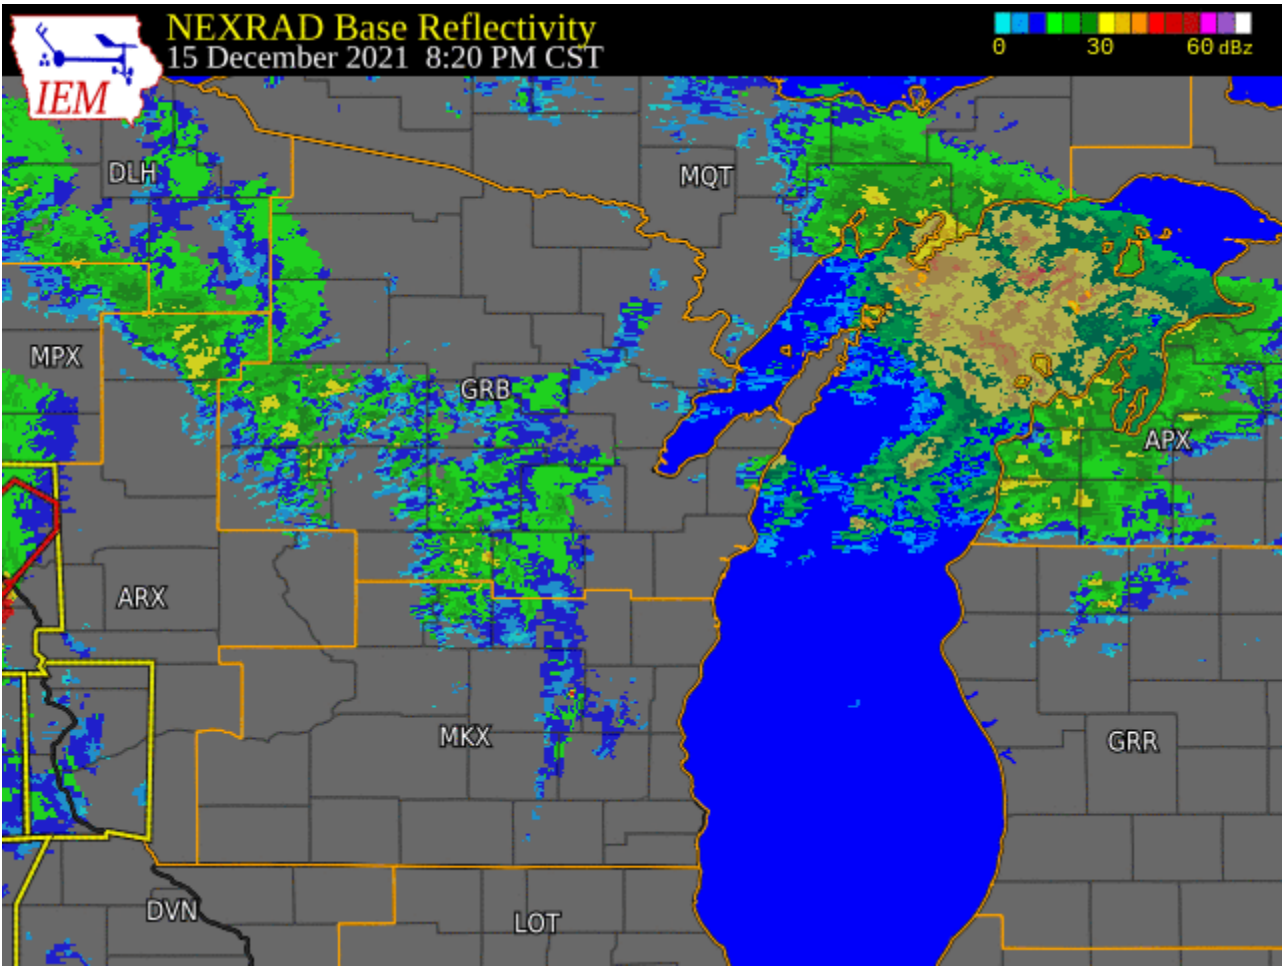 IEM
NEXRAD Base Reflectivity
15 December 2021 8:20 PM CST
0 30 60 dBz
DLH
MQT
MPX
GRB
APX
ARX
MKX
GRR
DVN
LOT